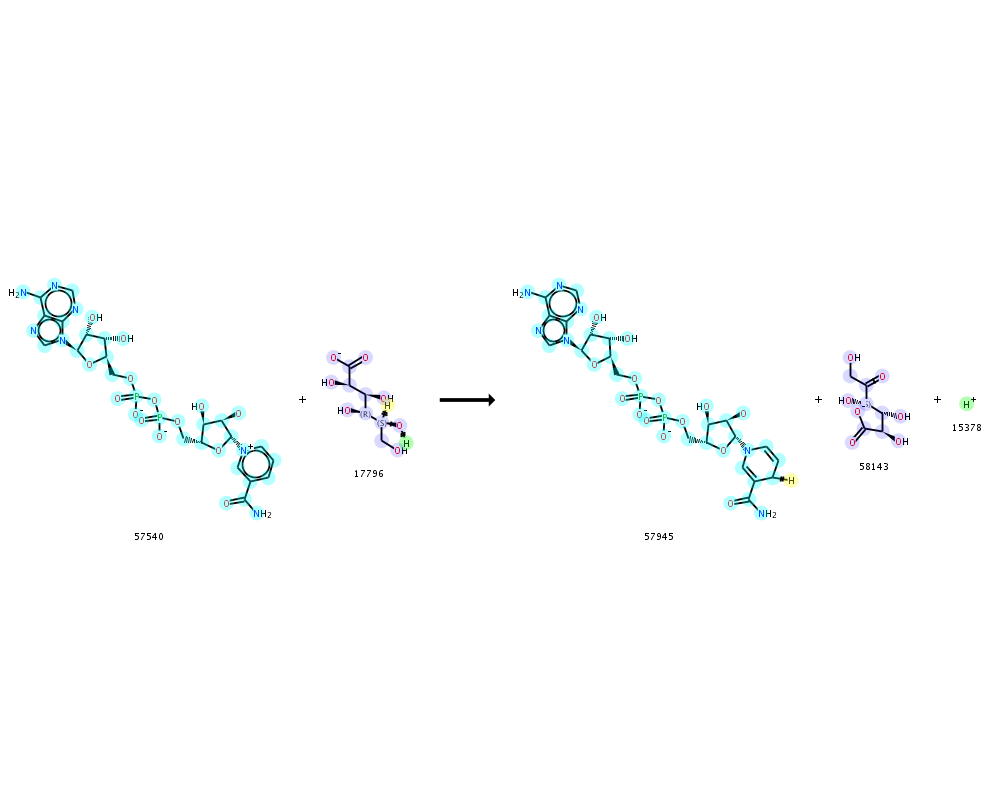 H₂N N N N N OH OH O O O P O O⁻ O P O O⁻ O HO O O N⁺ O NH₂
57540
+
O⁻ O HO OH H HO (R) (S) O H OH
17796
H₂N N N N N OH OH O O O P O O⁻ O P O O⁻ O HO O O N H O NH₂
57945
+
OH O HO (S) O OH O OH
58143
+
H⁺
15378